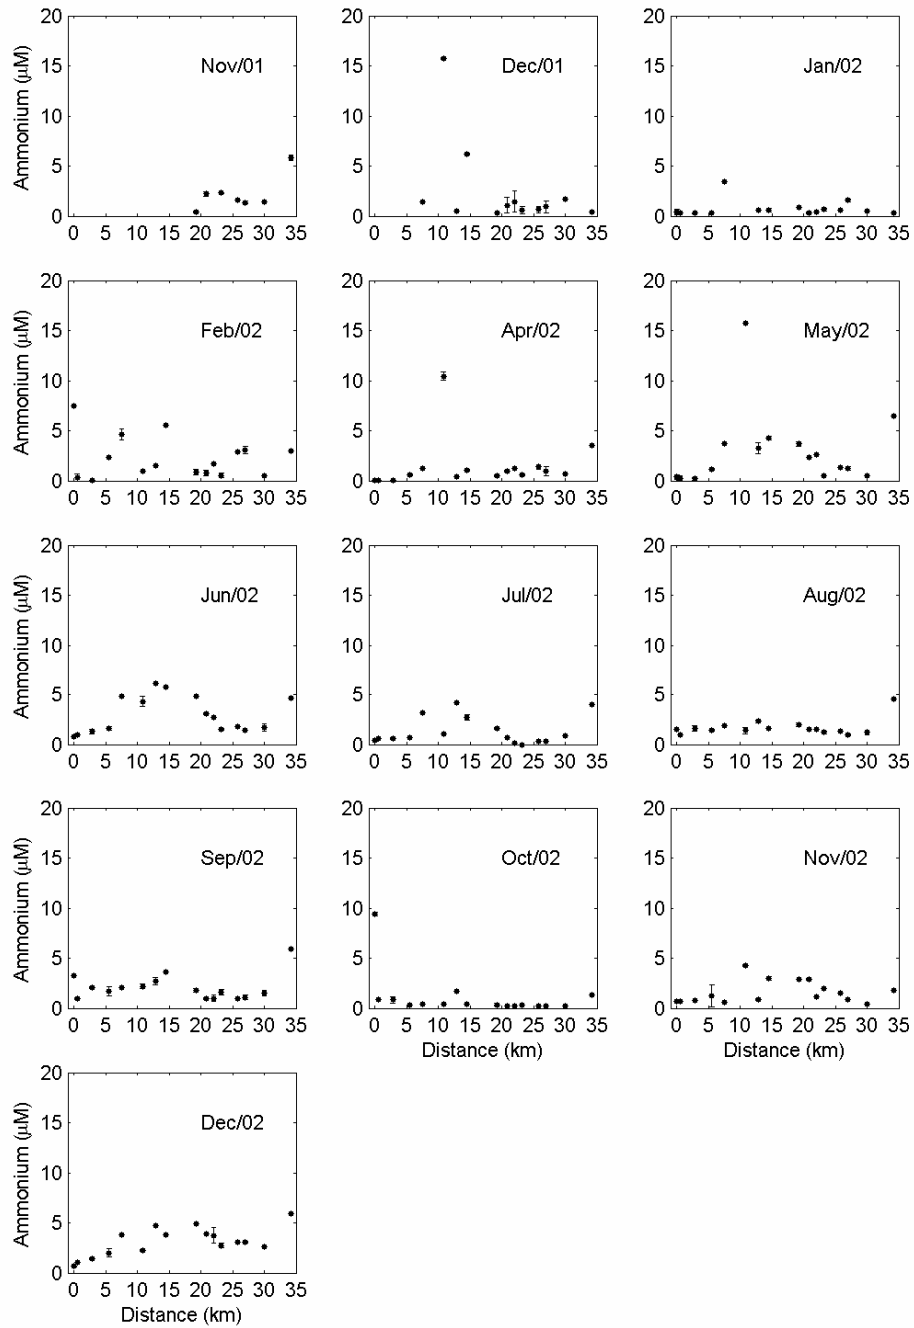 20 20 20
15 Nov/01 15 Dec/01 15 Jan/02
Ammonium (μM)
10 10 10
5 5 5
0 0 0
0 5 10 15 20 25 30 35 0 5 10 15 20 25 30 35 0 5 10 15 20 25 30 35
20 20 20
15 Feb/02 15 Apr/02 15 May/02
Ammonium (μM)
10 10 10
5 5 5
0 0 0
0 5 10 15 20 25 30 35 0 5 10 15 20 25 30 35 0 5 10 15 20 25 30 35
20 20 20
15 Jun/02 15 Jul/02 15 Aug/02
Ammonium (μM)
10 10 10
5 5 5
0 0 0
0 5 10 15 20 25 30 35 0 5 10 15 20 25 30 35 0 5 10 15 20 25 30 35
20 20 20
15 Sep/02 15 Oct/02 15 Nov/02
Ammonium (μM)
10 10 10
5 5 5
0 0 0
0 5 10 15 20 25 30 35 0 5 10 15 20 25 30 35 0 5 10 15 20 25 30 35
Distance (km) Distance (km)
20
15 Dec/02
Ammonium (μM)
10
5
0
0 5 10 15 20 25 30 35
Distance (km)